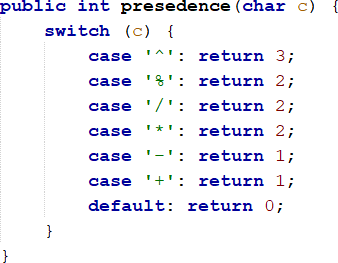 public int presedence(char c) {
    switch (c) {
        case '^': return 3;
        case '%': return 2;
        case '/': return 2;
        case '*': return 2;
        case '-': return 1;
        case '+': return 1;
        default: return 0;
    }
}